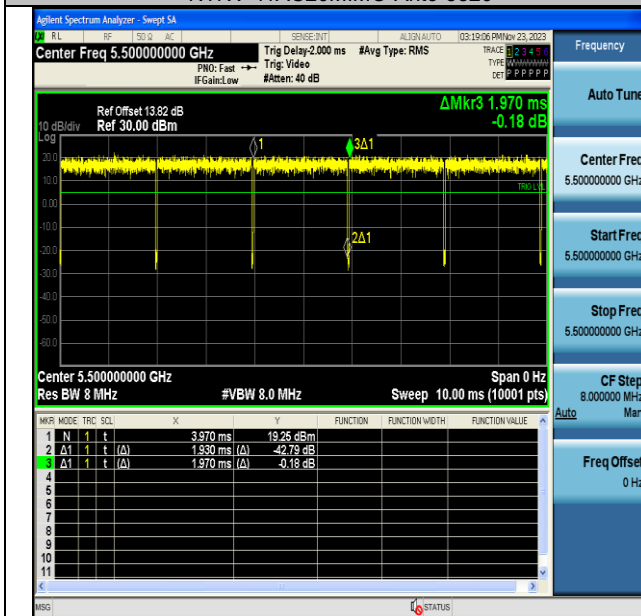 Agilent Spectrum Analyzer - Swept SA
RL RF 50 Ω AC SENSE:INT ALIGN AUTO 03:19:06 PM Nov 23, 2023
Center Freq 5.500000000 GHz
PNO: Fast
IFGain:Low
Trig Delay-2.000 ms
Trig: Video
#Atten: 40 dB
#Avg Type: RMS
TRACE 1 2 3 4 5 6
TYPE
DET P P P P P P
Frequency
Auto Tune
Center Freq
5.500000000 GHz
Start Freq
5.500000000 GHz
Stop Freq
5.500000000 GHz
CF Step
8.000000 MHz
Auto Man
Freq Offset
0 Hz
ΔMkr3 1.970 ms
-0.18 dB
Ref Offset 13.82 dB
10 dB/div Ref 30.00 dBm
Log
20.0
10.0
0.00
-10.0
-20.0
-30.0
-40.0
-50.0
-60.0
1
3Δ1
2Δ1
TRIG LVL
Center 5.500000000 GHz Span 0 Hz
Res BW 8 MHz #VBW 8.0 MHz Sweep 10.00 ms (10001 pts)
MKR MODE TRC SCL X Y FUNCTION FUNCTION WIDTH FUNCTION VALUE
1 N 1 t 3.970 ms 19.25 dBm
2 Δ1 1 t (Δ) 1.930 ms (Δ) -42.79 dB
3 Δ1 1 t (Δ) 1.970 ms (Δ) -0.18 dB
4
5
6
7
8
9
10
11
MSG STATUS